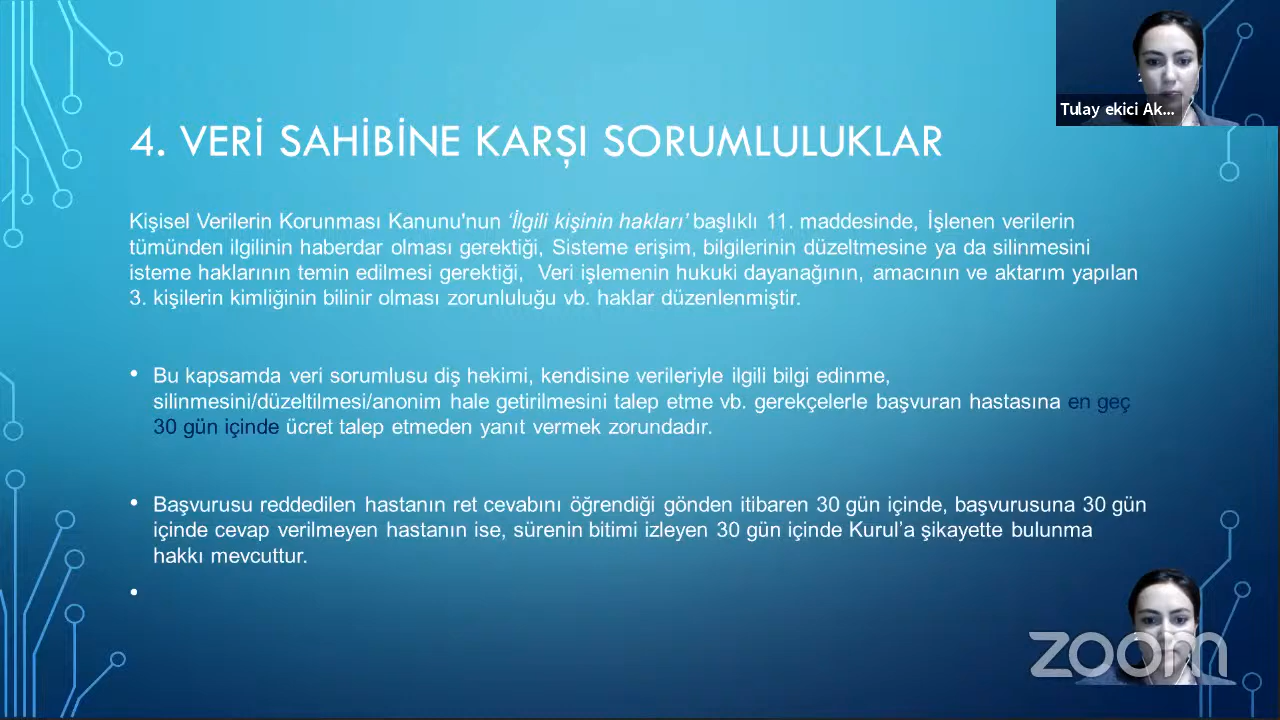 Tulay ekici Ak...
4. VERİ SAHİBİNE KARŞI SORUMLULUKLAR
Kişisel Verilerin Korunması Kanunu'nun ‘İlgili kişinin hakları’ başlıklı 11. maddesinde, İşlenen verilerin
tümünden ilgilinin haberdar olması gerektiği, Sisteme erişim, bilgilerinin düzeltmesine ya da silinmesini
isteme haklarının temin edilmesi gerektiği, Veri işlemenin hukuki dayanağının, amacının ve aktarım yapılan
3. kişilerin kimliğinin bilinir olması zorunluluğu vb. haklar düzenlenmiştir.
• Bu kapsamda veri sorumlusu diş hekimi, kendisine verileriyle ilgili bilgi edinme,
silinmesini/düzeltilmesi/anonim hale getirilmesini talep etme vb. gerekçelerle başvuran hastasına en geç
30 gün içinde ücret talep etmeden yanıt vermek zorundadır.
• Başvurusu reddedilen hastanın ret cevabını öğrendiği gönden itibaren 30 gün içinde, başvurusuna 30 gün
içinde cevap verilmeyen hastanın ise, sürenin bitimi izleyen 30 gün içinde Kurul’a şikayette bulunma
hakkı mevcuttur.
•
zoom